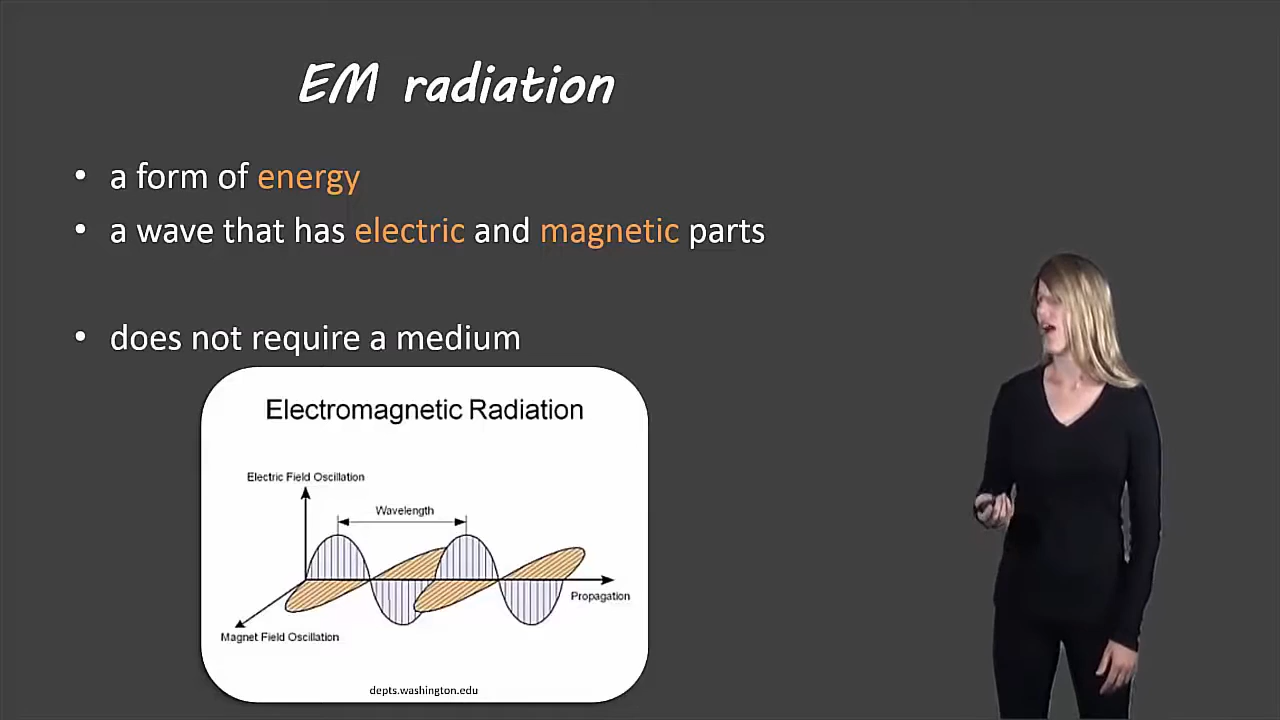 EM radiation
• a form of energy
• a wave that has electric and magnetic parts
• does not require a medium
Electromagnetic Radiation
Electric Field Oscillation
Wavelength
Propagation
Magnet Field Oscillation
depts.washington.edu